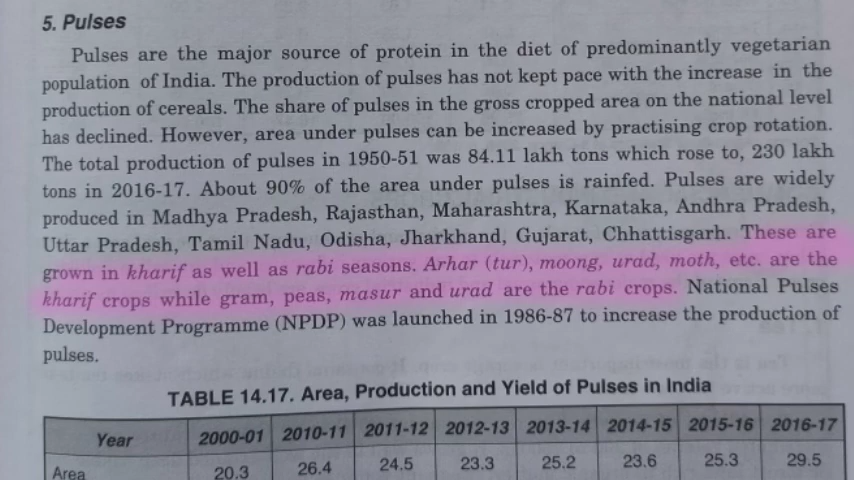 5. Pulses
Pulses are the major source of protein in the diet of predominantly vegetarian
population of India. The production of pulses has not kept pace with the increase in the
production of cereals. The share of pulses in the gross cropped area on the national level
has declined. However, area under pulses can be increased by practising crop rotation.
The total production of pulses in 1950-51 was 84.11 lakh tons which rose to, 230 lakh
tons in 2016-17. About 90% of the area under pulses is rainfed. Pulses are widely
produced in Madhya Pradesh, Rajasthan, Maharashtra, Karnataka, Andhra Pradesh,
Uttar Pradesh, Tamil Nadu, Odisha, Jharkhand, Gujarat, Chhattisgarh. These are
grown in kharif as well as rabi seasons. Arhar (tur), moong, urad, moth, etc. are the
kharif crops while gram, peas, masur and urad are the rabi crops. National Pulses
Development Programme (NPDP) was launched in 1986-87 to increase the production of
pulses.
TABLE 14.17. Area, Production and Yield of Pulses in India
Year 2000-01 2010-11 2011-12 2012-13 2013-14 2014-15 2015-16 2016-17
Area 20.3 26.4 24.5 23.3 25.2 23.6 25.3 29.5